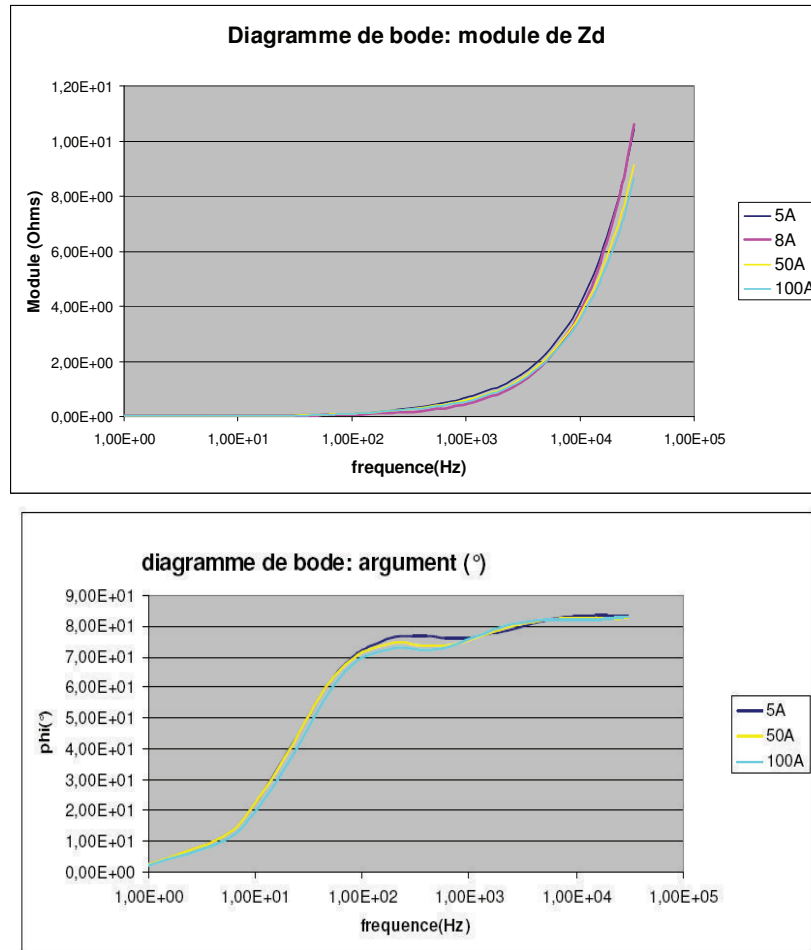 Diagramme de bode: module de Zd
1,20E+01
1,00E+01
8,00E+00
6,00E+00
4,00E+00
2,00E+00
0,00E+00
Module (Ohms)
1,00E+00 1,00E+01 1,00E+02 1,00E+03 1,00E+04 1,00E+05
frequence(Hz)
5A
8A
50A
100A
diagramme de bode: argument (°)
9,00E+01
8,00E+01
7,00E+01
6,00E+01
5,00E+01
4,00E+01
3,00E+01
2,00E+01
1,00E+01
0,00E+00
phi(°)
1,00E+00 1,00E+01 1,00E+02 1,00E+03 1,00E+04 1,00E+05
frequence(Hz)
5A
50A
100A